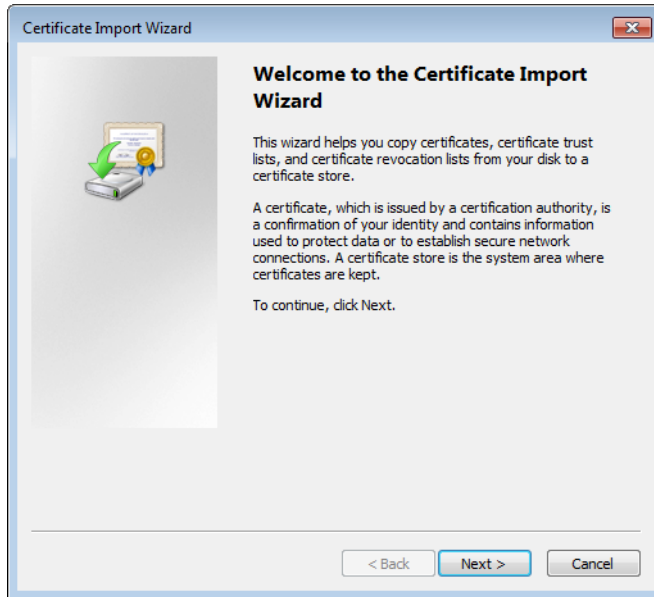 Certificate Import Wizard
Welcome to the Certificate Import
Wizard
This wizard helps you copy certificates, certificate trust
lists, and certificate revocation lists from your disk to a
certificate store.
A certificate, which is issued by a certification authority, is
a confirmation of your identity and contains information
used to protect data or to establish secure network
connections. A certificate store is the system area where
certificates are kept.
To continue, click Next.
< Back Next > Cancel